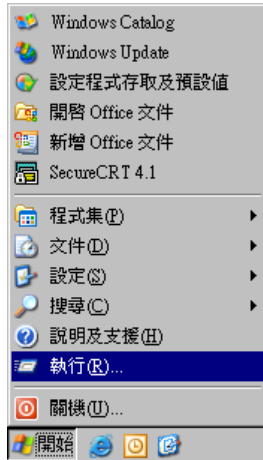 Windows Catalog
Windows Update
設定程式存取及預設值
開啓 Office 文件
新增 Office 文件
SecureCRT 4.1
程式集(P)
文件(D)
設定(S)
搜尋(C)
說明及支援(H)
執行(R)...
關機(U)...
開始